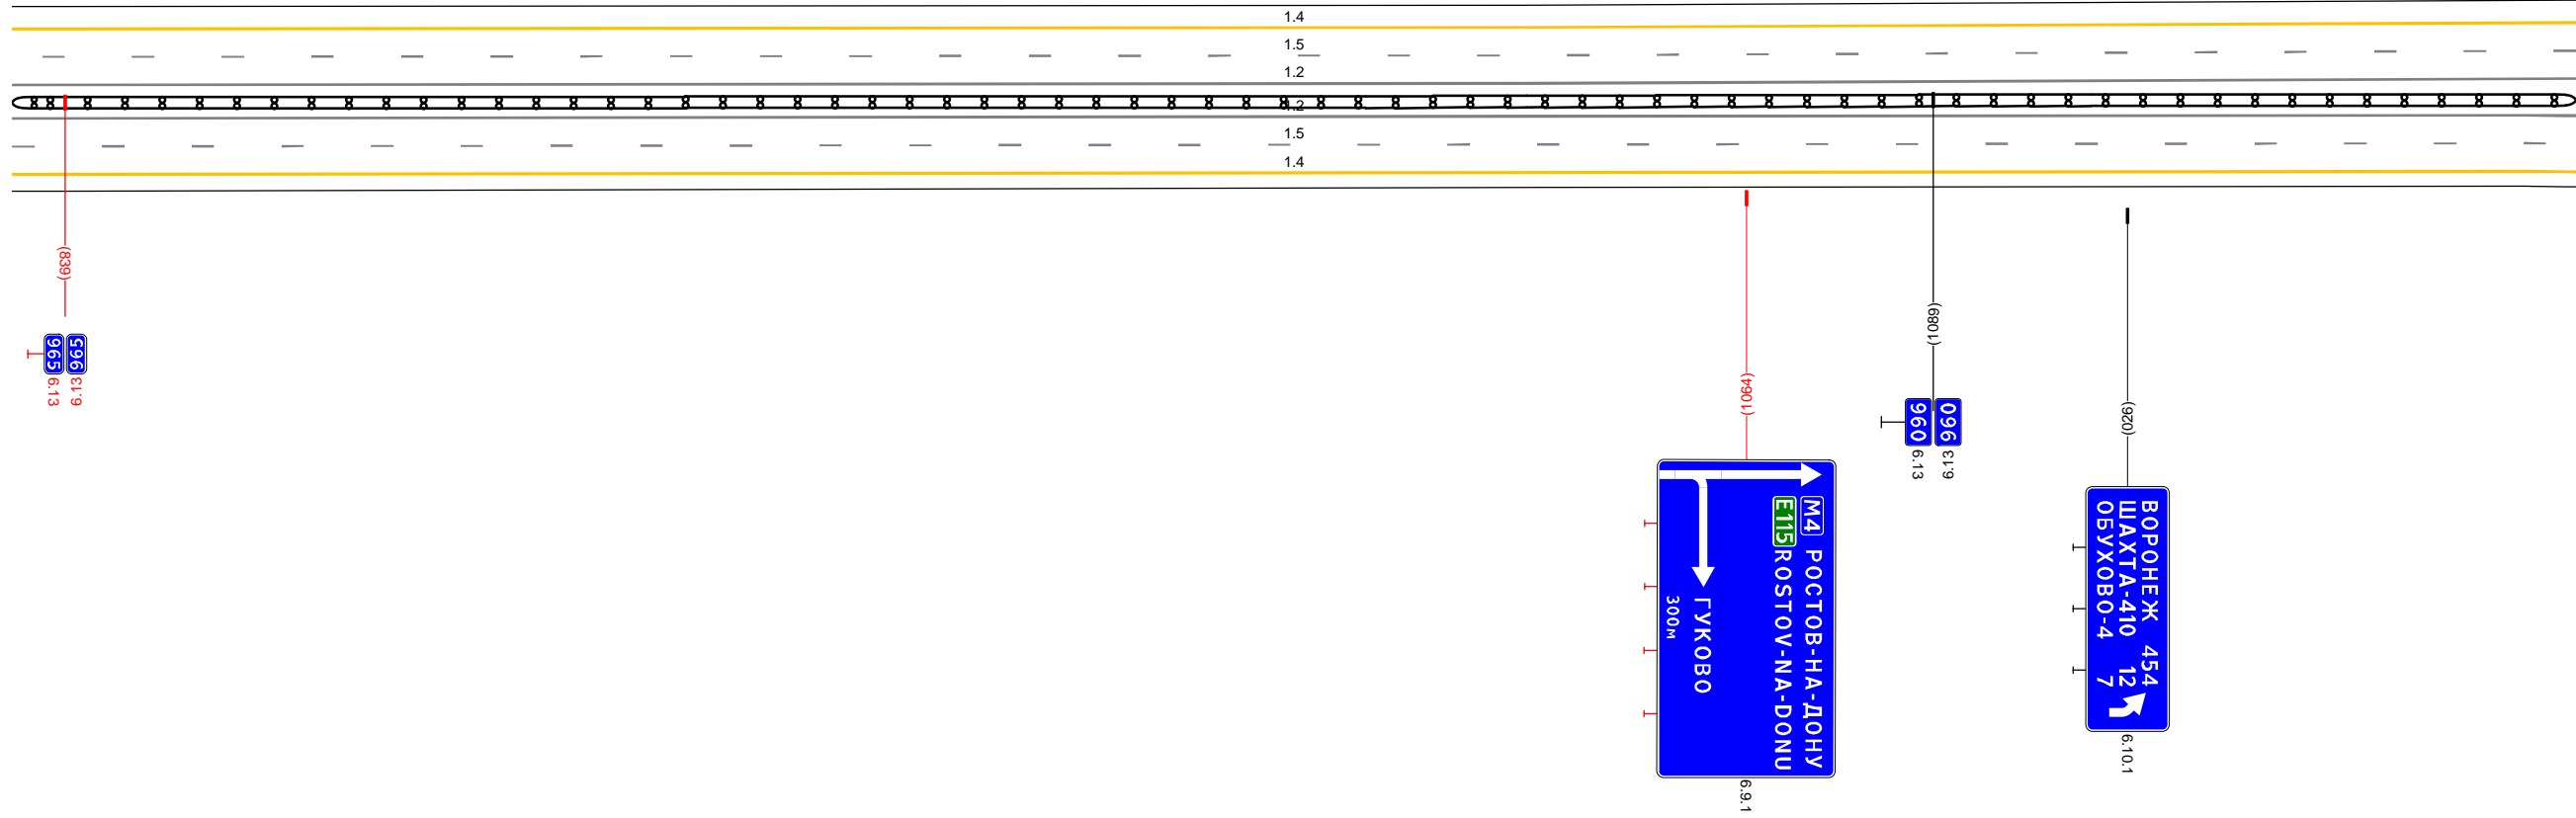 1.4
1.5
1.2
1.2
1.5
1.4
(839)
965
965
6.13
6.13
(1064)
М4 РОСТОВ-НА-ДОНУ
E115 ROSTOV-NA-DONU
ГУКОВО
300м
6.9.1
(1089)
960
960
6.13
6.13
(026)
ВОРОНЕЖ 454
ШАХТА-410 12
ОБУХОВО-4 7
6.10.1